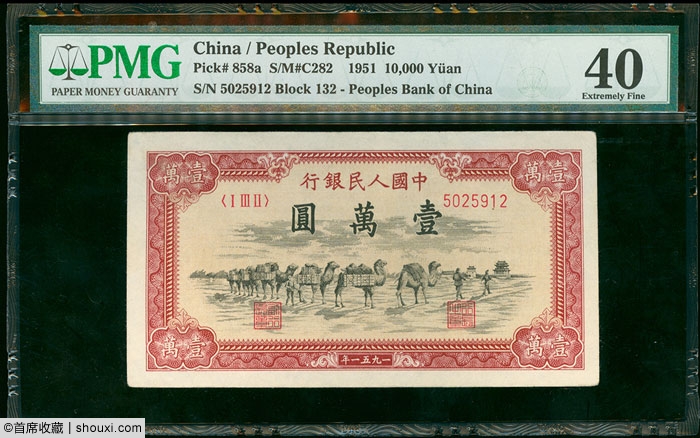 PMG
PAPER MONEY GUARANTY
China / Peoples Republic
Pick# 858a S/M#C282 1951 10,000 Yüan
S/N 5025912 Block 132 - Peoples Bank of China
40
Extremely Fine
壹萬
壹萬
行銀民人國中
〈I III II〉
5025912
圓萬壹
壹萬
壹萬
年一五九一
©首席收藏 | shouxi.com